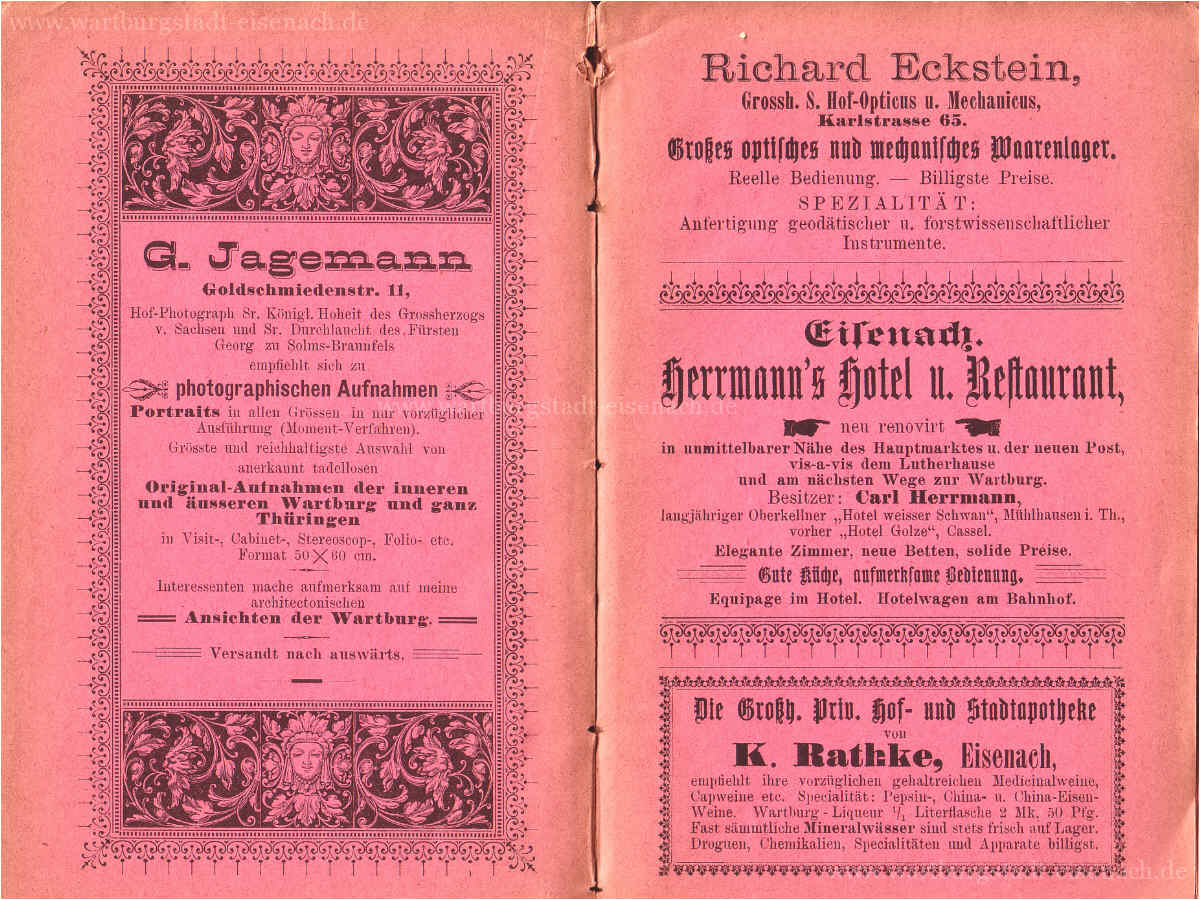 www.wartburgstadt-eisenach.de
G. Jagemann
Goldschmiedenstr. 11,
Hof-Photograph Sr. Königl. Hoheit des Grossherzogs
v. Sachsen und Sr. Durchlaucht des Fürsten
Georg zu Solms-Braunfels
empfiehlt sich zu
photographischen Aufnahmen
Portraits in allen Grössen in nur vorzüglicher
Ausführung (Moment-Verfahren).
Grösste und reichhaltigste Auswahl von
anerkannt tadellosen
Original-Aufnahmen der inneren
und äusseren Wartburg und ganz
Thüringen
in Visit-, Cabinet-, Stereoscop-, Folio- etc.
Format 50×60 cm.
Interessenten mache aufmerksam auf meine
architectonischen
Ansichten der Wartburg.
Versandt nach auswärts.
Richard Eckstein,
Grossh. S. Hof-Opticus u. Mechanicus,
Karlstrasse 65.
Großes optiſches und mechaniſches Waarenlager.
Reelle Bedienung. — Billigste Preise.
SPEZIALITÄT:
Anfertigung geodätischer u. forstwissenschaftlicher
Instrumente.
Eiſenach.
Herrmann's Hotel u. Reſtaurant,
www.wartburgstadt-eisenach.de
neu renovirt
in unmittelbarer Nähe des Hauptmarktes u. der neuen Post,
vis-a-vis dem Lutherhause
und am nächsten Wege zur Wartburg.
Besitzer: Carl Herrmann,
langjähriger Oberkellner „Hotel weisser Schwan“, Mühlhausen i. Th.,
vorher „Hotel Golze“, Cassel.
Elegante Zimmer, neue Betten, solide Preise.
Gute Küche, aufmerkſame Bedienung.
Equipage im Hotel. Hotelwagen am Bahnhof.
Die Großh. Priv. Hof- und Stadtapotheke
von
K. Rathke, Eisenach,
empfiehlt ihre vorzüglichen gehaltreichen Medicinalweine,
Capweine etc. Specialität: Pepsin-, China- u. China-Eisen-
Weine. Wartburg-Liqueur 1/1 Literflasche 2 Mk. 50 Pfg.
Fast sämmtliche Mineralwässer sind stets frisch auf Lager.
Droguen, Chemikalien, Specialitäten und Apparate billigst.
www.wartburgstadt-eisenach.de